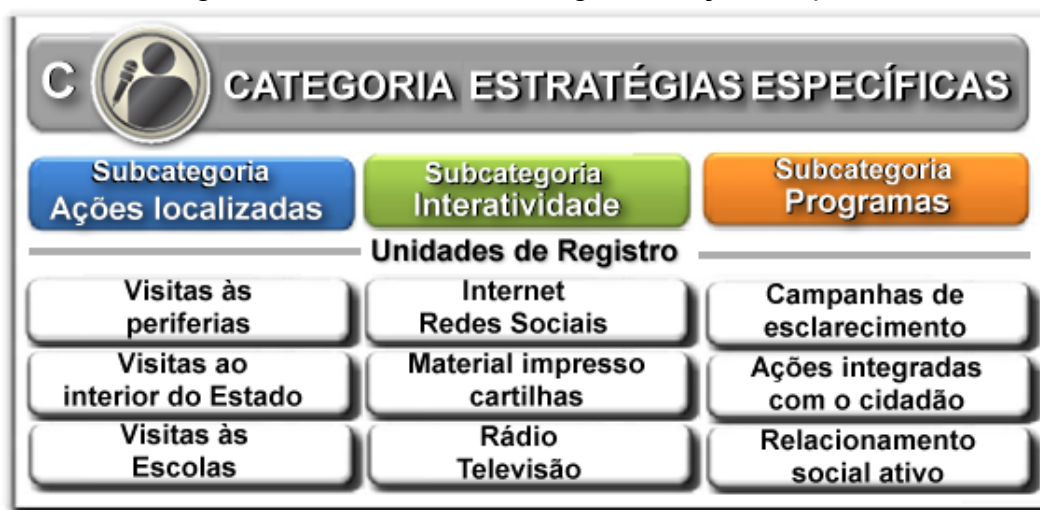 C CATEGORIA ESTRATÉGIAS ESPECÍFICAS
Subcategoria
Ações localizadas
Subcategoria
Interatividade
Subcategoria
Programas
Unidades de Registro
Visitas às
periferias
Internet
Redes Sociais
Campanhas de
esclarecimento
Visitas ao
interior do Estado
Material impresso
cartilhas
Ações integradas
com o cidadão
Visitas às
Escolas
Rádio
Televisão
Relacionamento
social ativo